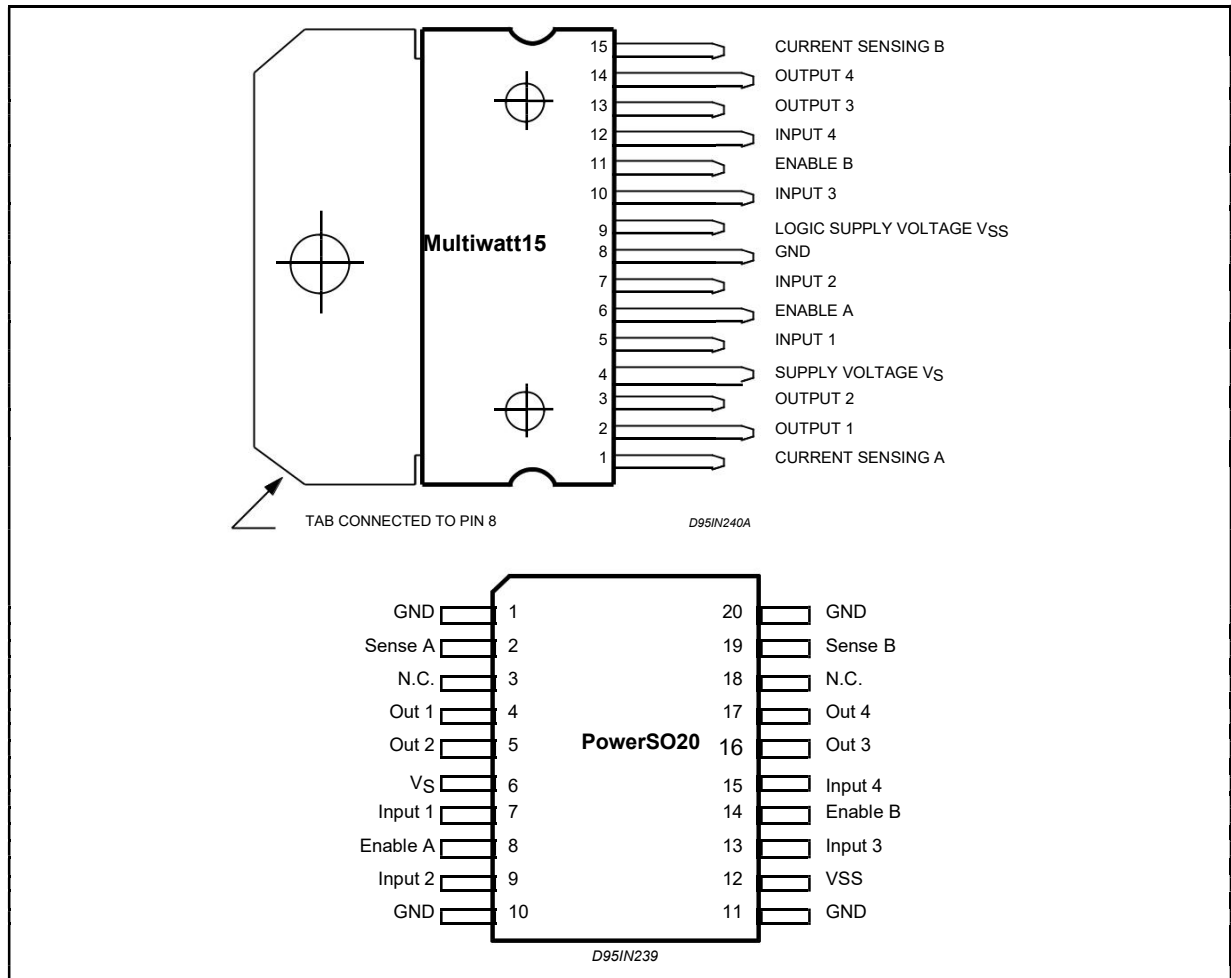 15 CURRENT SENSING B
14 OUTPUT 4
13 OUTPUT 3
12 INPUT 4
11 ENABLE B
10 INPUT 3
9 LOGIC SUPPLY VOLTAGE VSS
Multiwatt15
8 GND
7 INPUT 2
6 ENABLE A
5 INPUT 1
4 SUPPLY VOLTAGE VS
3 OUTPUT 2
2 OUTPUT 1
1 CURRENT SENSING A
TAB CONNECTED TO PIN 8
D95IN240A
GND 1 20 GND
Sense A 2 19 Sense B
N.C. 3 18 N.C.
Out 1 4 17 Out 4
Out 2 5 PowerSO20 16 Out 3
VS 6 15 Input 4
Input 1 7 14 Enable B
Enable A 8 13 Input 3
Input 2 9 12 VSS
GND 10 11 GND
D95IN239